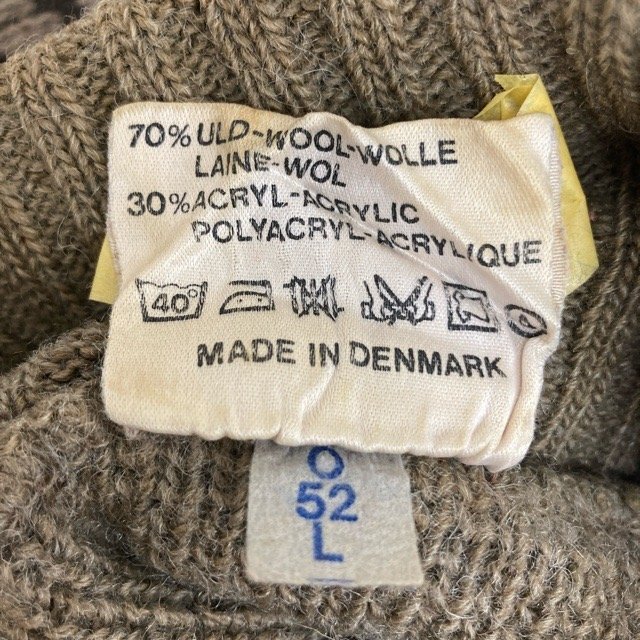 70% ULD-WOOL-WOLLE
LAINE-WOL
30% ACRYL-ACRYLIC
POLYACRYL-ACRYLIQUE
40°
MADE IN DENMARK
O
52
L